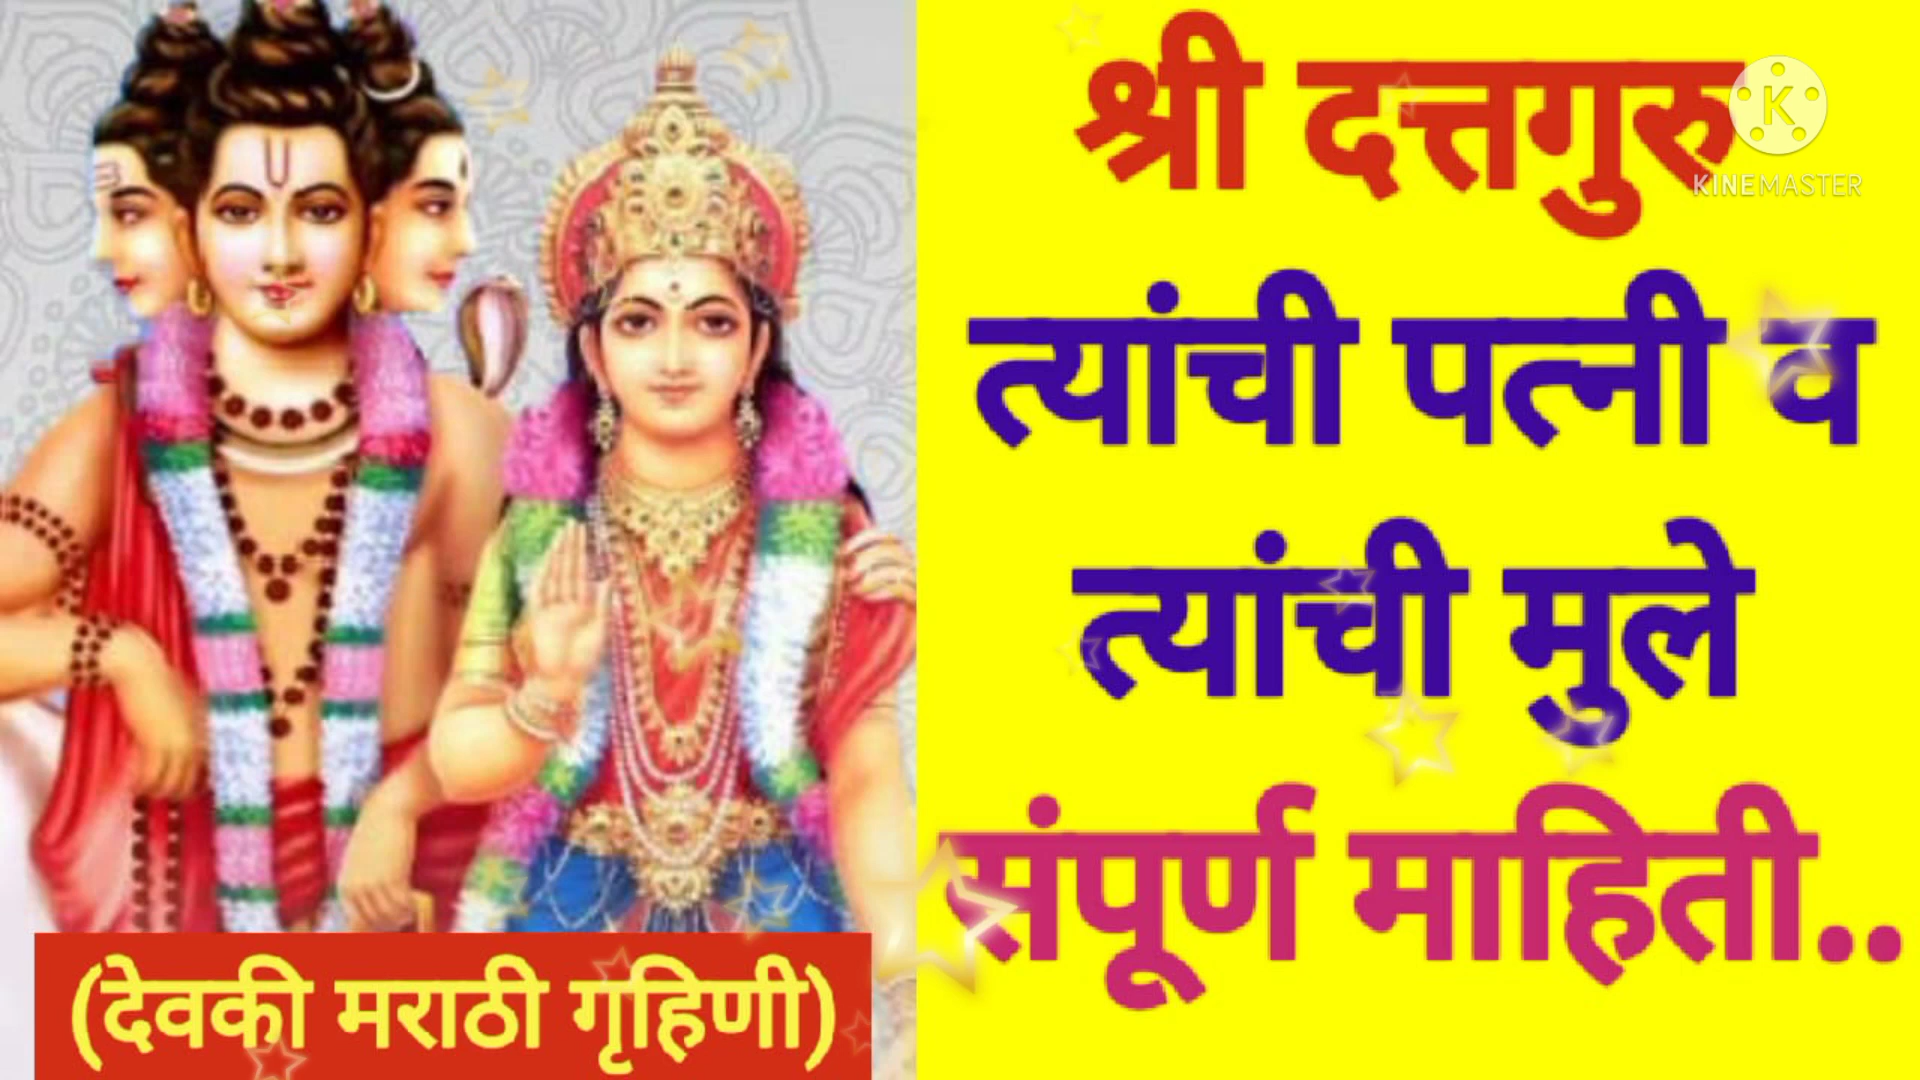 श्री दत्तगुरु
KINEMASTER
त्यांची पत्नी व
त्यांची मुले
संपूर्ण माहिती..
(देवकी मराठी गृहिणी)